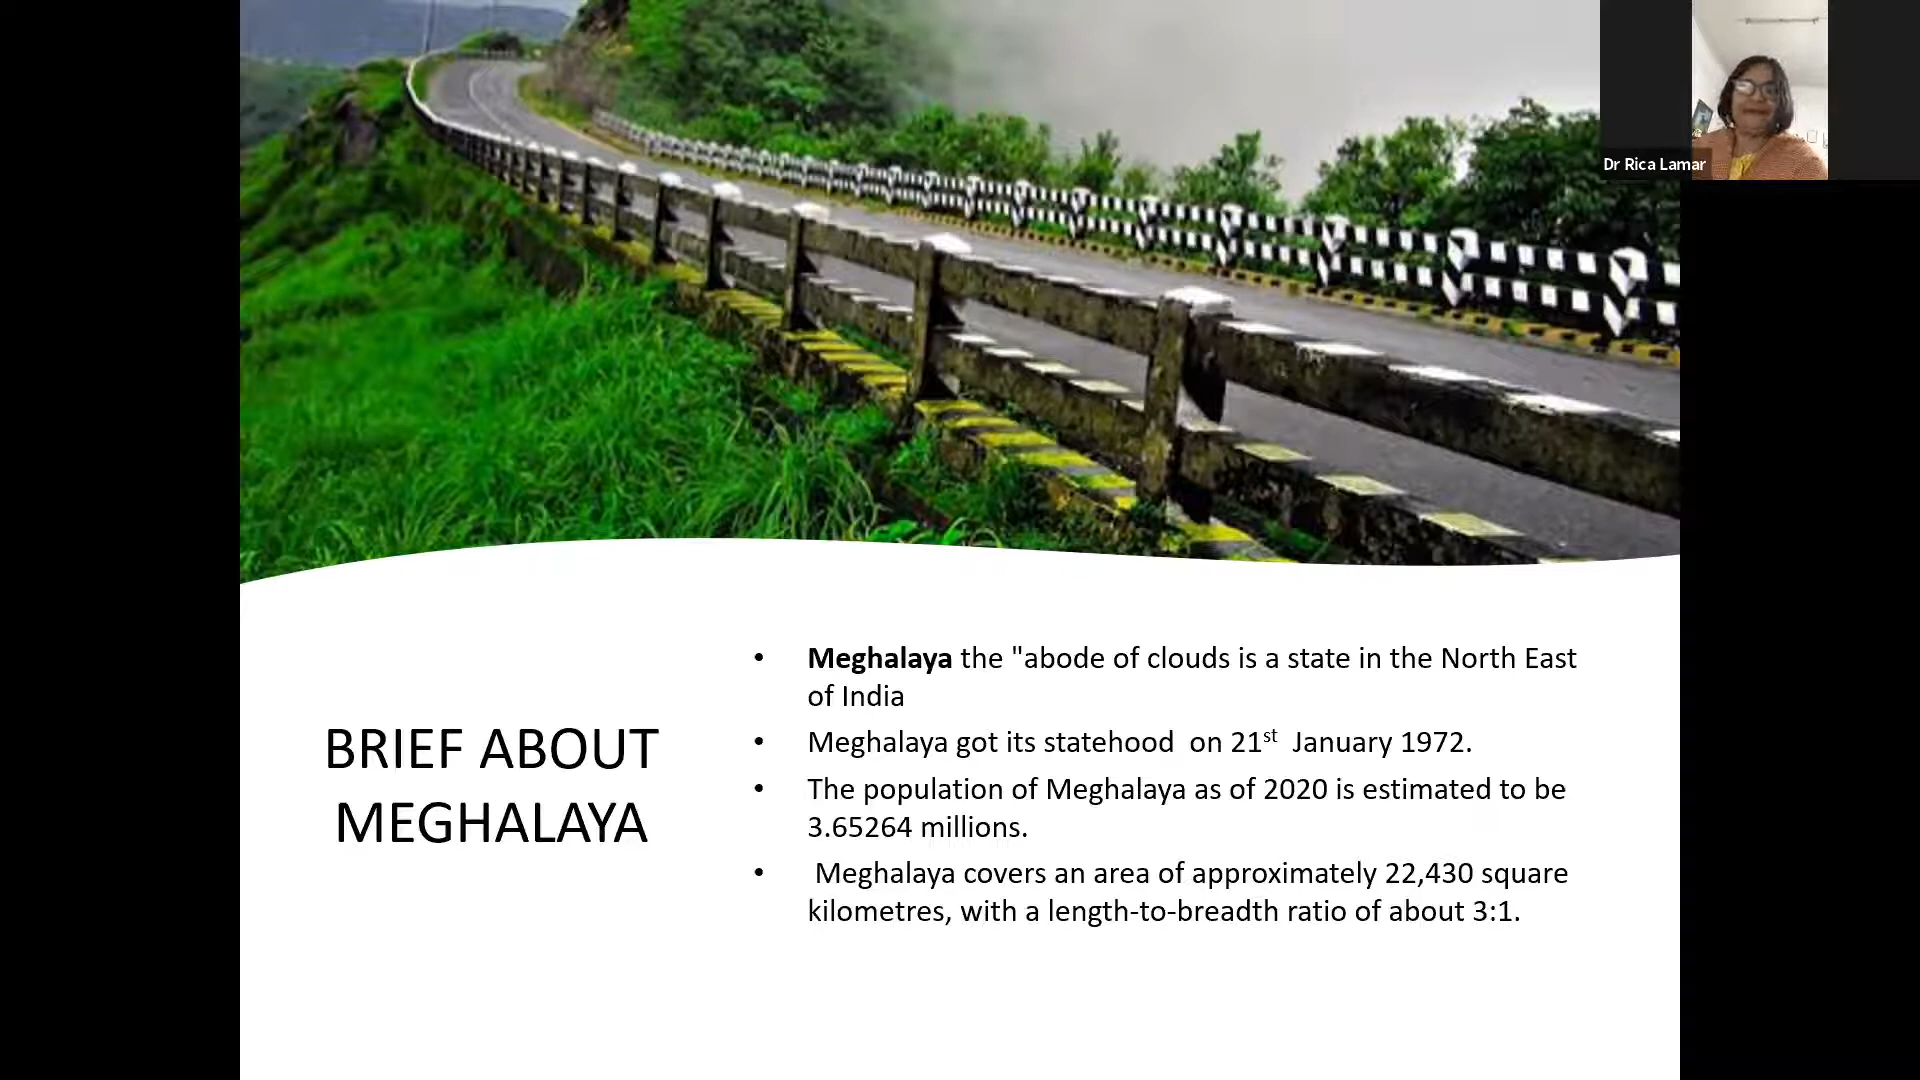 Dr Rica Lamar
BRIEF ABOUT
MEGHALAYA
• Meghalaya the "abode of clouds is a state in the North East
of India
• Meghalaya got its statehood  on 21st  January 1972.
• The population of Meghalaya as of 2020 is estimated to be
3.65264 millions.
•  Meghalaya covers an area of approximately 22,430 square
kilometres, with a length-to-breadth ratio of about 3:1.